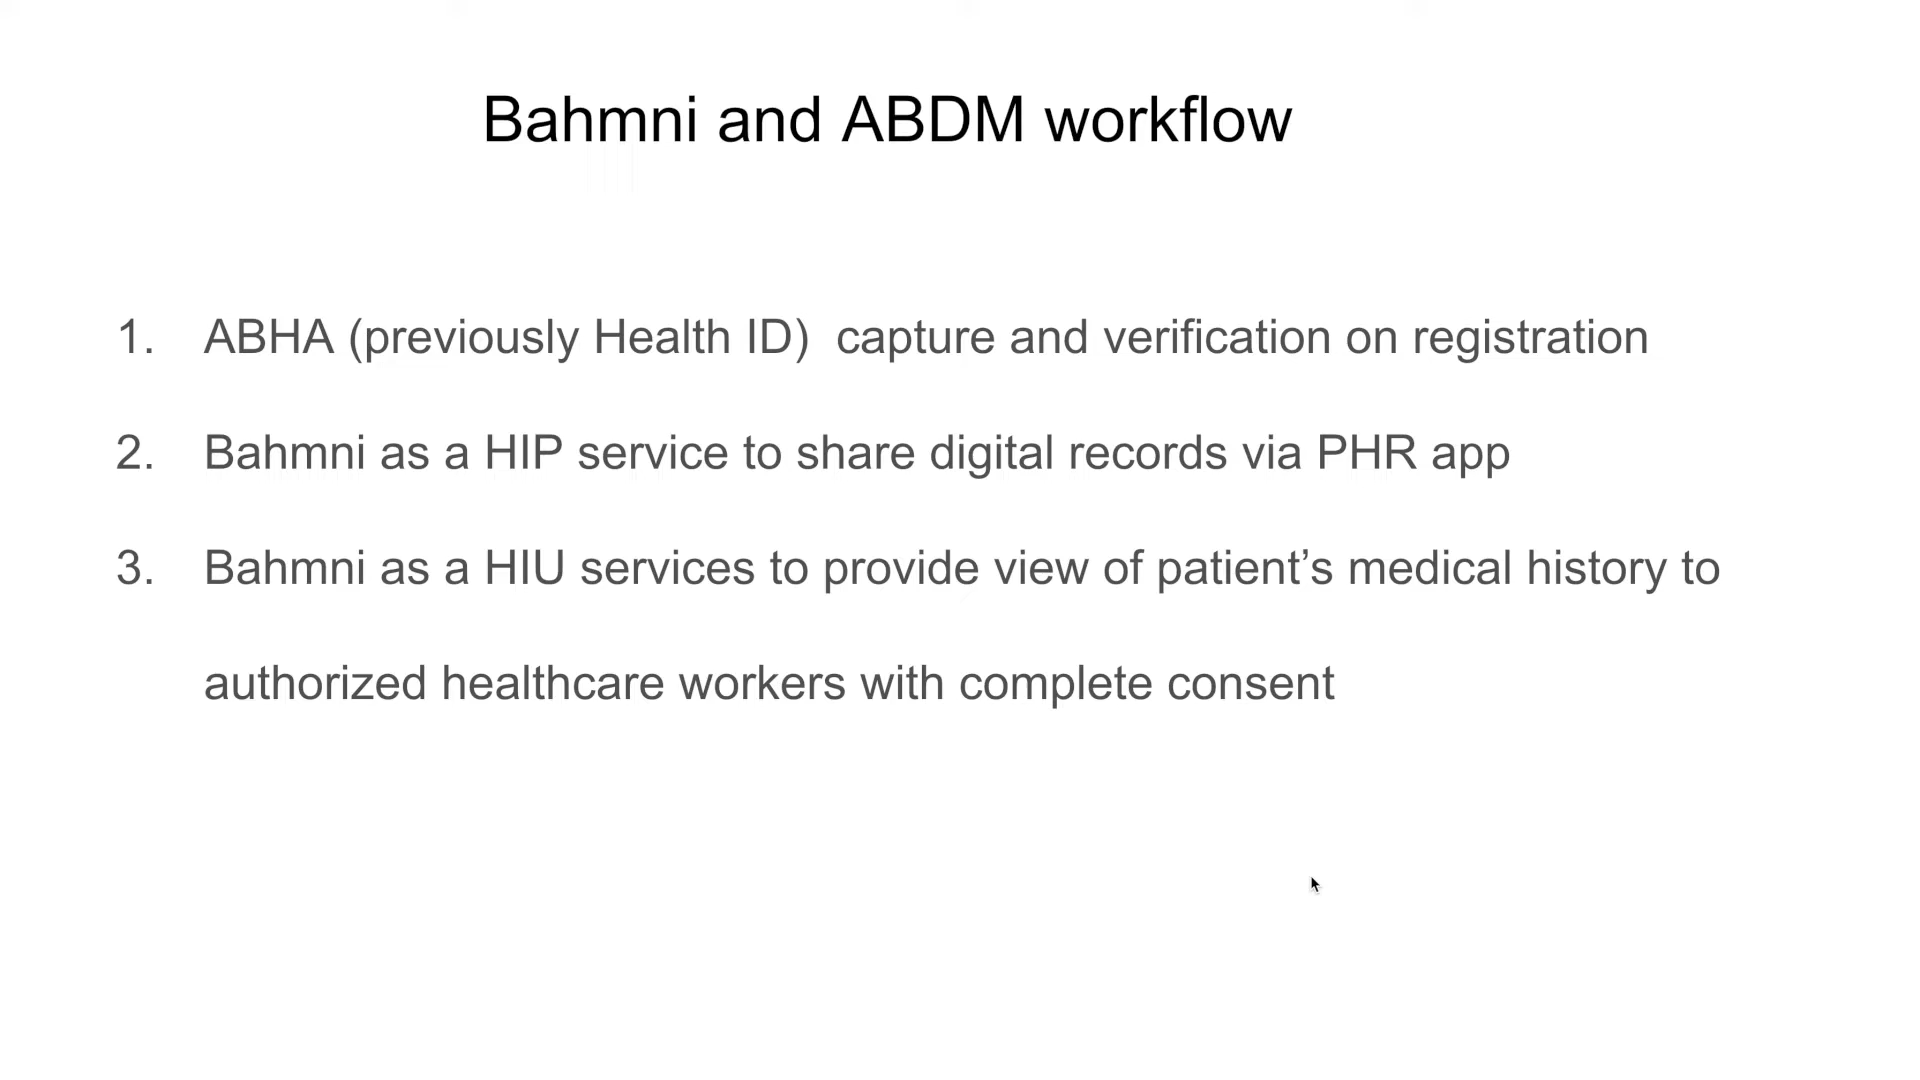 Bahmni and ABDM workflow
1. ABHA (previously Health ID)  capture and verification on registration
2. Bahmni as a HIP service to share digital records via PHR app
3. Bahmni as a HIU services to provide view of patient’s medical history to
authorized healthcare workers with complete consent